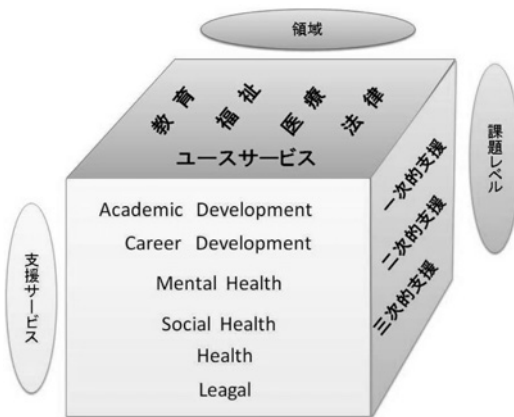 領域
教育 福祉 医療 法律
ユースサービス
課題レベル
一次的支援
二次的支援
三次的支援
支援サービス
Academic Development
Career Development
Mental Health
Social Health
Health
Leagal